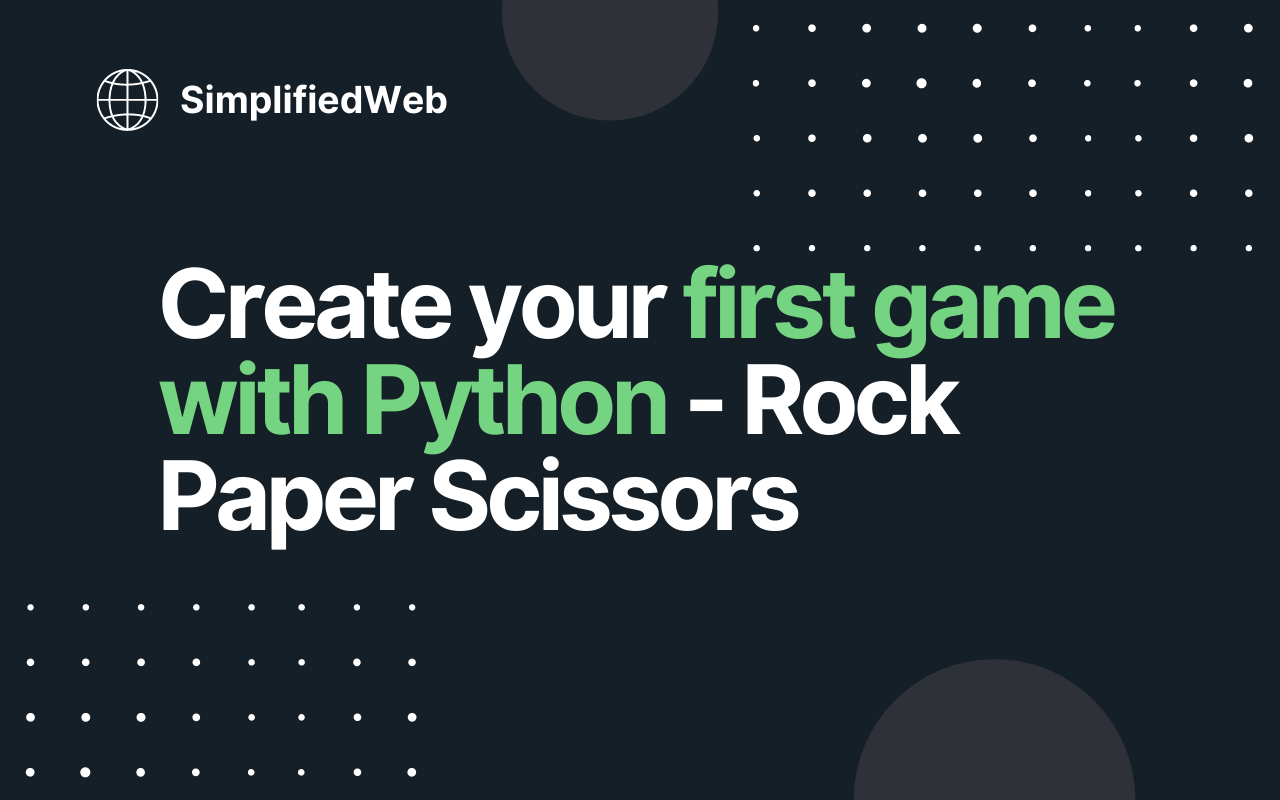 SimplifiedWeb
Create your first game
with Python - Rock
Paper Scissors